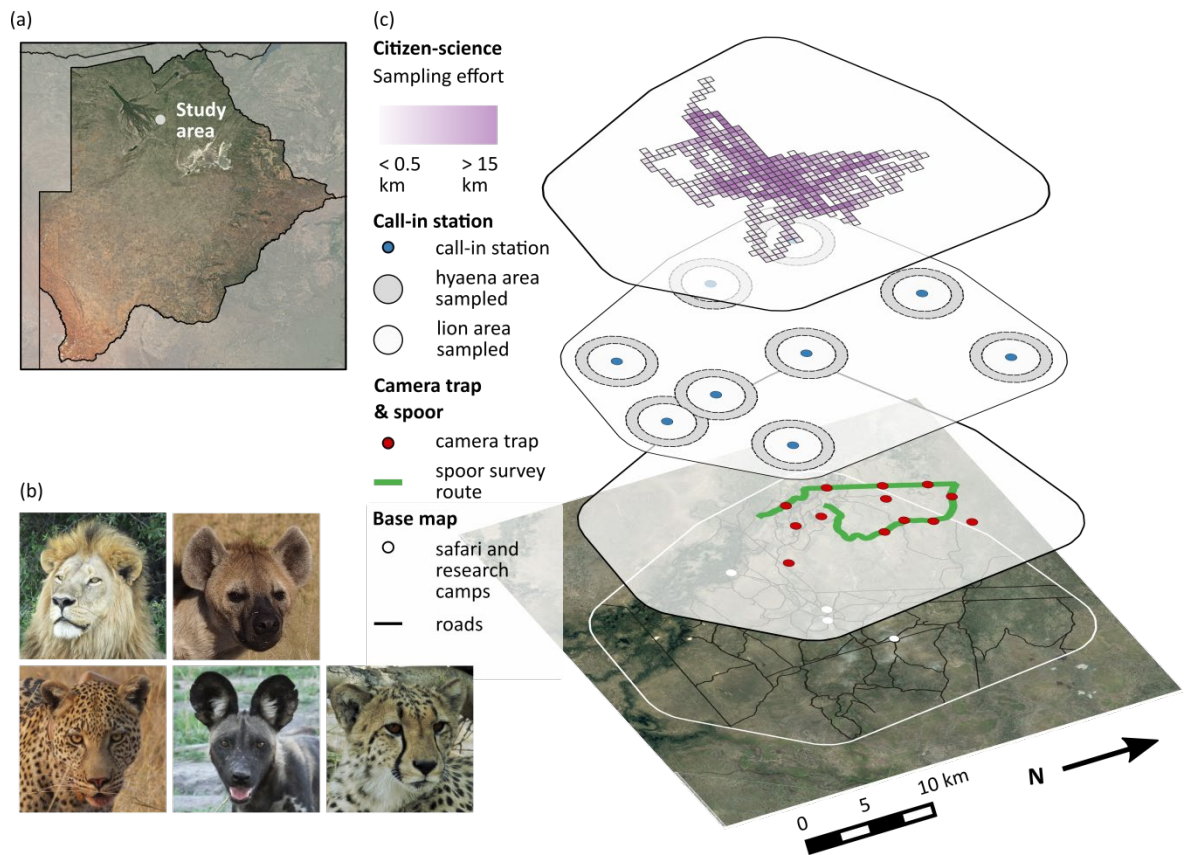 (a)
Study
area
(b)
(c)
Citizen-science
Sampling effort
< 0.5
km
> 15
km
Call-in station
call-in station
hyaena area
sampled
lion area
sampled
Camera trap
& spoor
camera trap
spoor survey
route
Base map
safari and
research
camps
roads
N
0
5
10 km